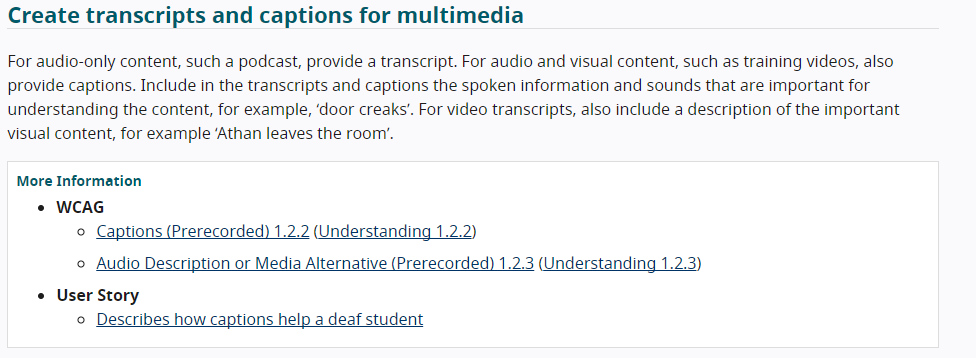 Create transcripts and captions for multimedia
For audio-only content, such a podcast, provide a transcript. For audio and visual content, such as training videos, also
provide captions. Include in the transcripts and captions the spoken information and sounds that are important for
understanding the content, for example, ‘door creaks’. For video transcripts, also include a description of the important
visual content, for example ‘Athan leaves the room’.
More Information
• WCAG
◦ Captions (Prerecorded) 1.2.2 (Understanding 1.2.2)
◦ Audio Description or Media Alternative (Prerecorded) 1.2.3 (Understanding 1.2.3)
• User Story
◦ Describes how captions help a deaf student